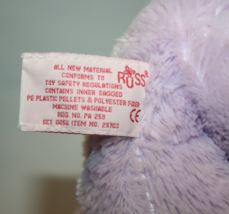 ALL NEW MATERIAL
CONFORMS TO
TOY SAFETY REGULATIONS
CONTAINS INNER BAGGED
PE PLASTIC PELLETS & POLYESTER FIBER
MACHINE WASHABLE
REG. NO. PA 259
ITEM NO.
RUSS
CE